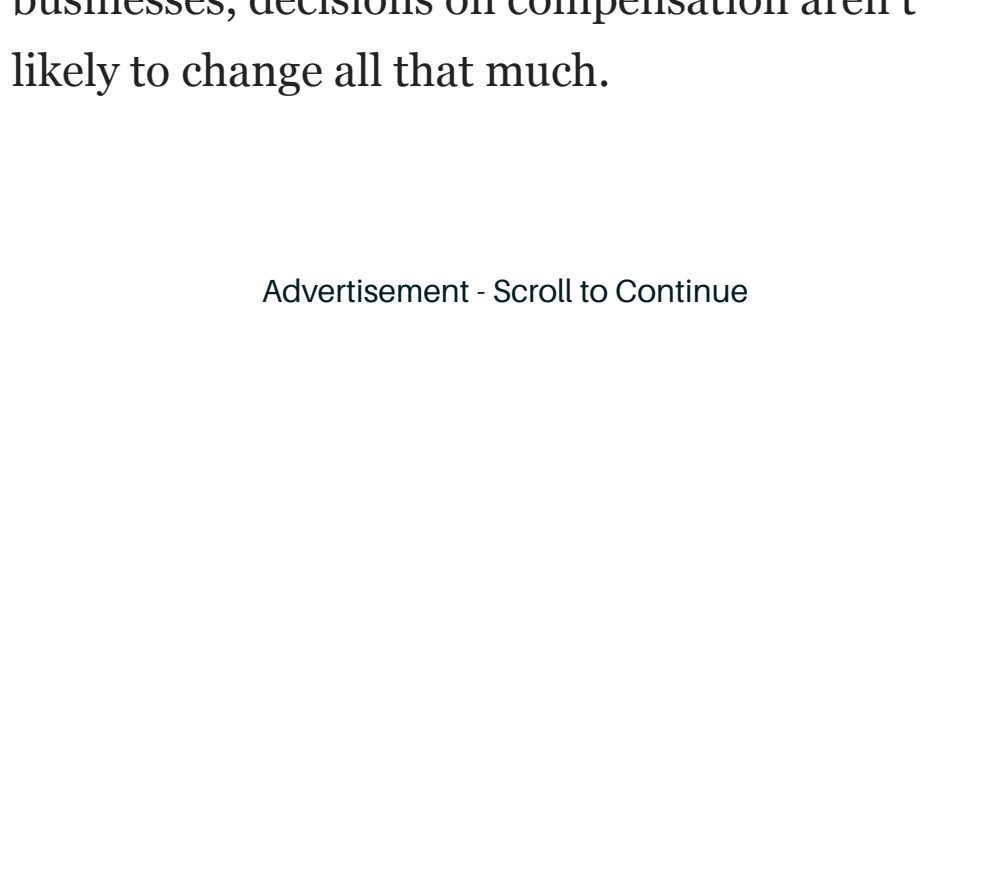 businesses, decisions on compensation aren't
likely to change all that much.
Advertisement - Scroll to Continue